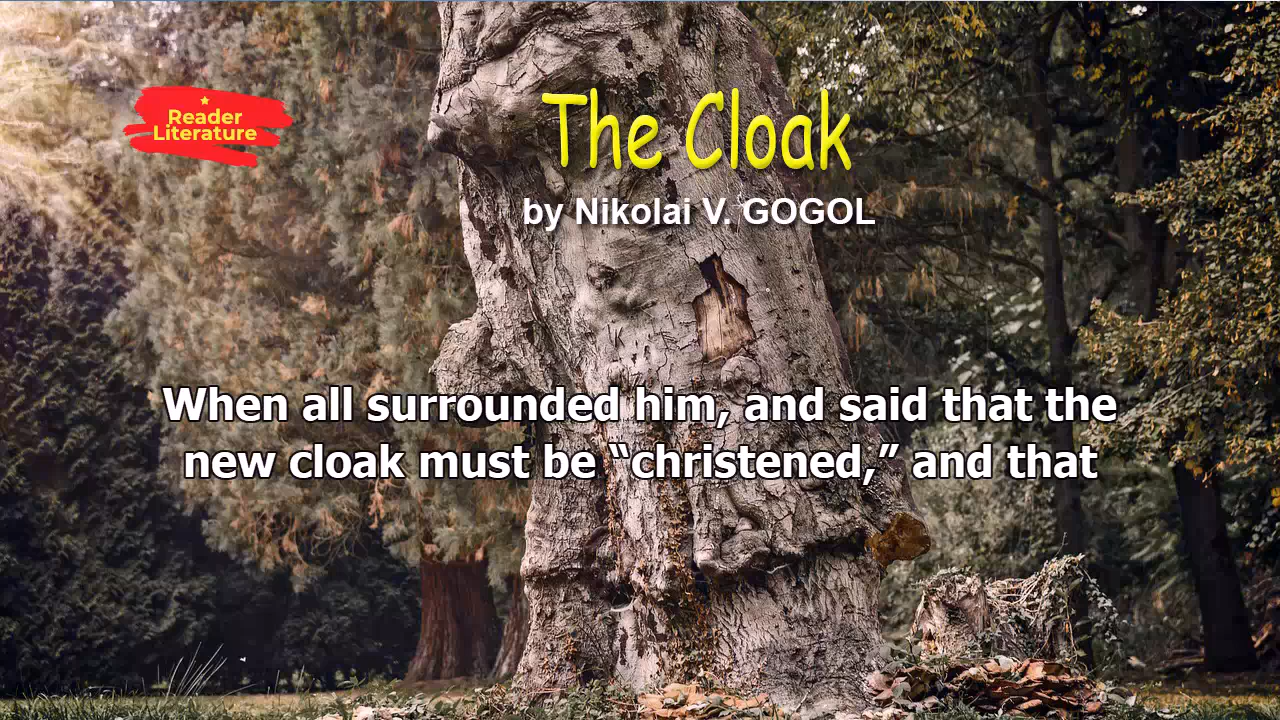 Reader
Literature
The Cloak
by Nikolai V. GOGOL
When all surrounded him, and said that the
new cloak must be “christened,” and that